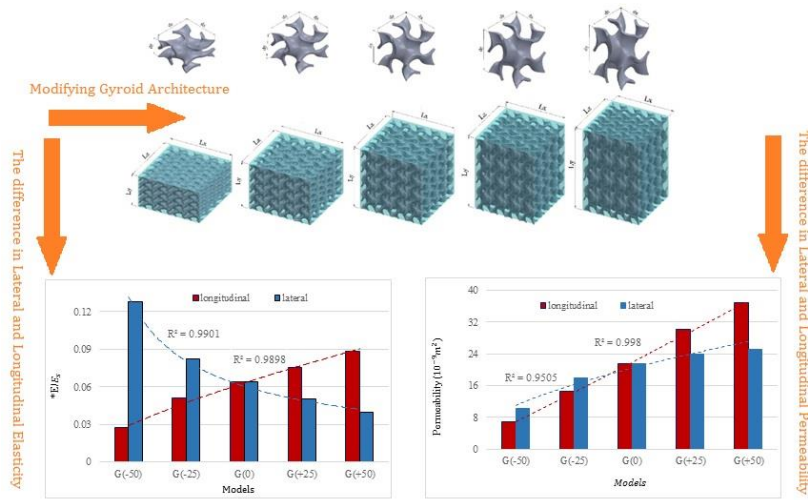 Modifying Gyroid Architecture
Lx
Lx
Lx
Lx
Lx
Lz
Lz
Lz
Lz
Lz
Ly
Ly
Ly
Ly
Ly
The difference in Lateral and Longitudinal Elasticity
The difference in Lateral and Longitudinal Permeability
longitudinal
lateral
0.12
0.09
0.06
0.03
0
R² = 0.9901
R² = 0.9898
G(-50)
G(-25)
G(0)
G(+25)
G(+50)
Models
longitudinal
lateral
Permeability (10⁻⁹m²)
40
32
24
16
8
0
R² = 0.998
R² = 0.9505
G(-50)
G(-25)
G(0)
G(+25)
G(+50)
Models